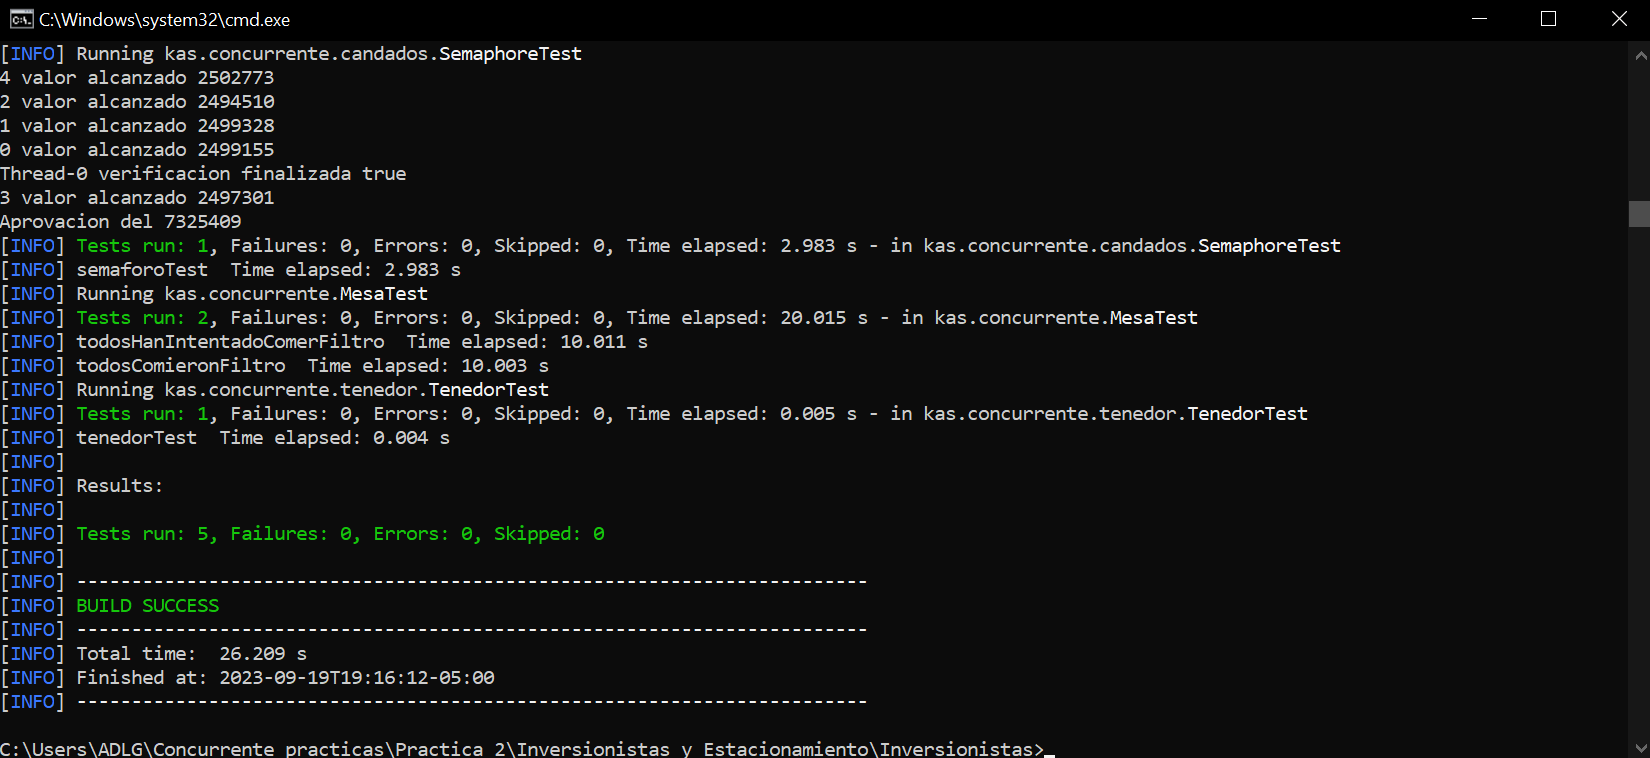 C:\Windows\system32\cmd.exe
[INFO] Running kas.concurrente.candados.SemaphoreTest
4 valor alcanzado 2502773
2 valor alcanzado 2494510
1 valor alcanzado 2499328
0 valor alcanzado 2499155
Thread-0 verificacion finalizada true
3 valor alcanzado 2497301
Aprovacion del 7325409
[INFO] Tests run: 1, Failures: 0, Errors: 0, Skipped: 0, Time elapsed: 2.983 s - in kas.concurrente.candados.SemaphoreTest
[INFO] semaforoTest  Time elapsed: 2.983 s
[INFO] Running kas.concurrente.MesaTest
[INFO] Tests run: 2, Failures: 0, Errors: 0, Skipped: 0, Time elapsed: 20.015 s - in kas.concurrente.MesaTest
[INFO] todosHanIntentadoComerFiltro  Time elapsed: 10.011 s
[INFO] todosComieronFiltro  Time elapsed: 10.003 s
[INFO] Running kas.concurrente.tenedor.TenedorTest
[INFO] Tests run: 1, Failures: 0, Errors: 0, Skipped: 0, Time elapsed: 0.005 s - in kas.concurrente.tenedor.TenedorTest
[INFO] tenedorTest  Time elapsed: 0.004 s
[INFO]
[INFO] Results:
[INFO]
[INFO] Tests run: 5, Failures: 0, Errors: 0, Skipped: 0
[INFO]
[INFO] ------------------------------------------------------------------------
[INFO] BUILD SUCCESS
[INFO] ------------------------------------------------------------------------
[INFO] Total time:  26.209 s
[INFO] Finished at: 2023-09-19T19:16:12-05:00
[INFO] ------------------------------------------------------------------------
C:\Users\ADLG\Concurrente practicas\Practica 2\Inversionistas y Estacionamiento\Inversionistas>